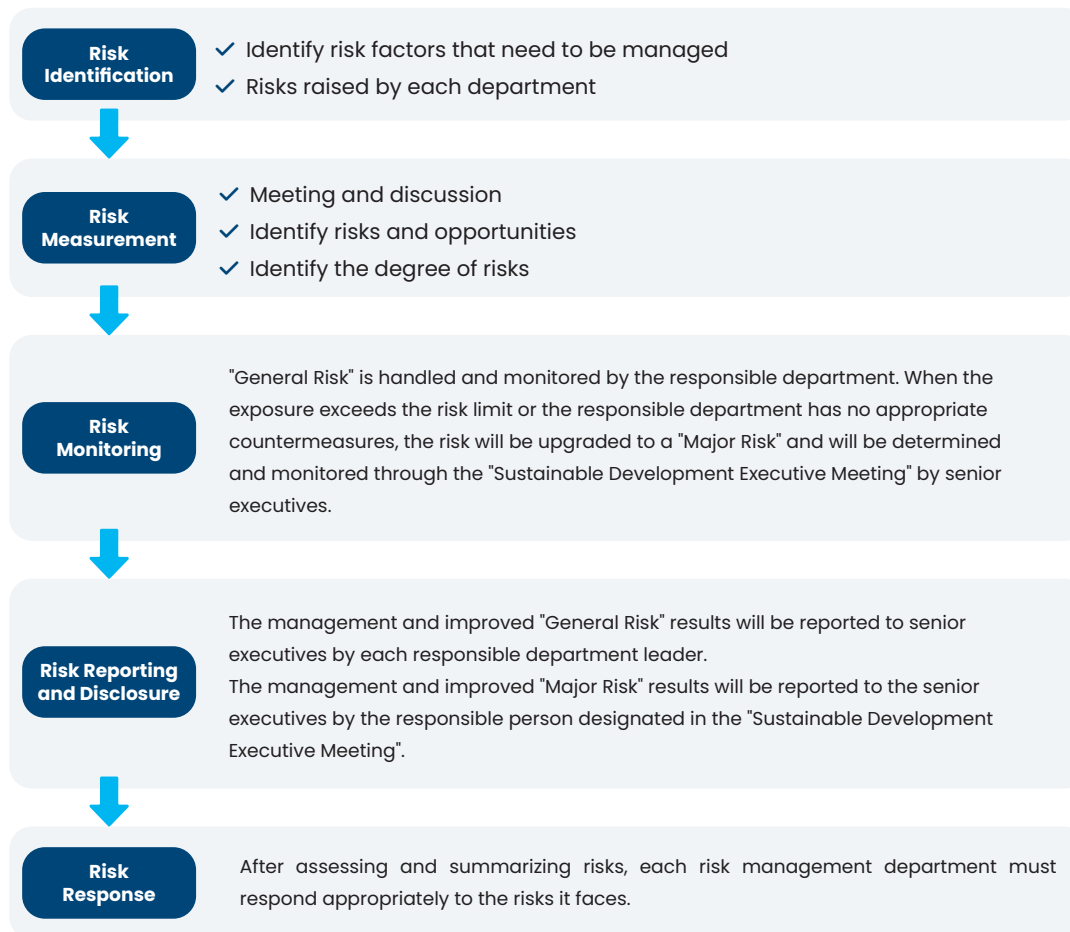 Risk
Identification
Identify risk factors that need to be managed
Risks raised by each department
Risk
Measurement
Meeting and discussion
Identify risks and opportunities
Identify the degree of risks
Risk
Monitoring
"General Risk" is handled and monitored by the responsible department. When the
exposure exceeds the risk limit or the responsible department has no appropriate
countermeasures, the risk will be upgraded to a "Major Risk" and will be determined
and monitored through the "Sustainable Development Executive Meeting" by senior
executives.
Risk Reporting
and Disclosure
The management and improved "General Risk" results will be reported to senior
executives by each responsible department leader.
The management and improved "Major Risk" results will be reported to the senior
executives by the responsible person designated in the "Sustainable Development
Executive Meeting".
Risk
Response
After assessing and summarizing risks, each risk management department must
respond appropriately to the risks it faces.